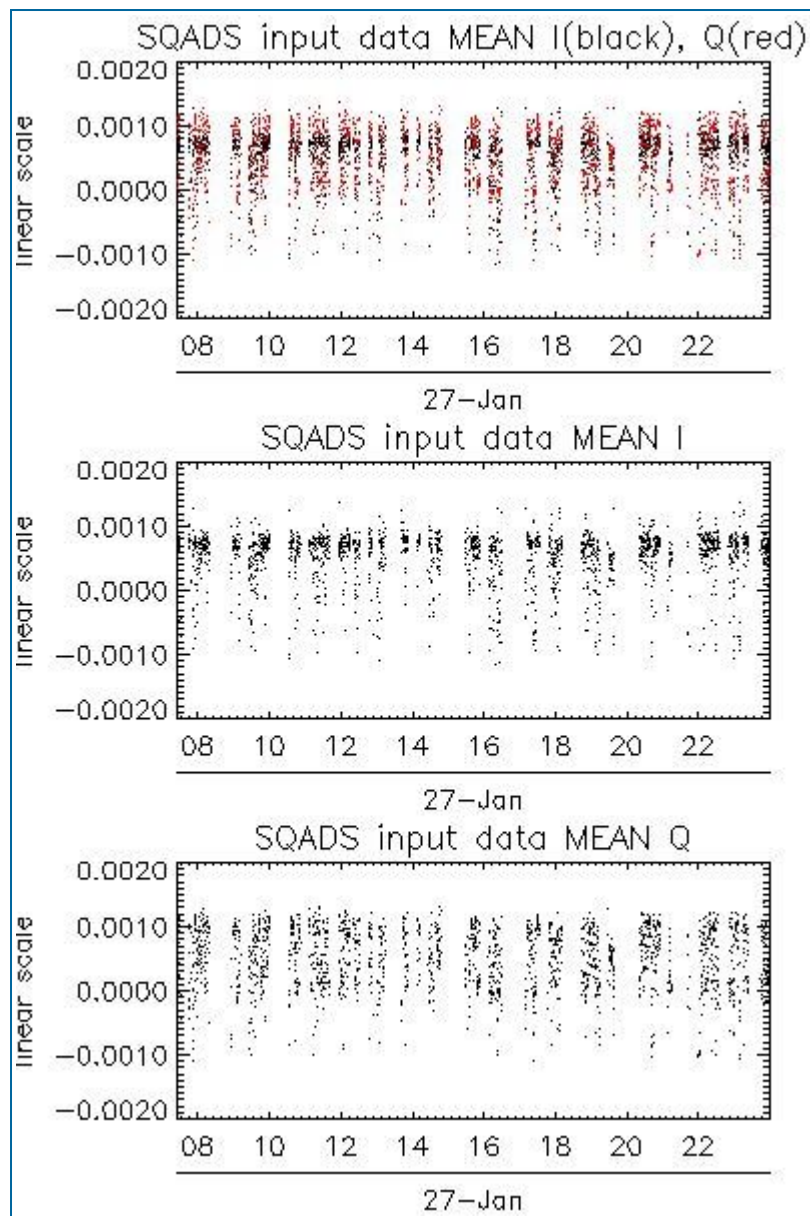 SQADS input data MEAN I(black), Q(red)
linear scale
0.0020
0.0010
0.0000
−0.0010
−0.0020
08 10 12 14 16 18 20 22
27-Jan
SQADS input data MEAN I
linear scale
0.0020
0.0010
0.0000
−0.0010
−0.0020
08 10 12 14 16 18 20 22
27-Jan
SQADS input data MEAN Q
linear scale
0.0020
0.0010
0.0000
−0.0010
−0.0020
08 10 12 14 16 18 20 22
27-Jan